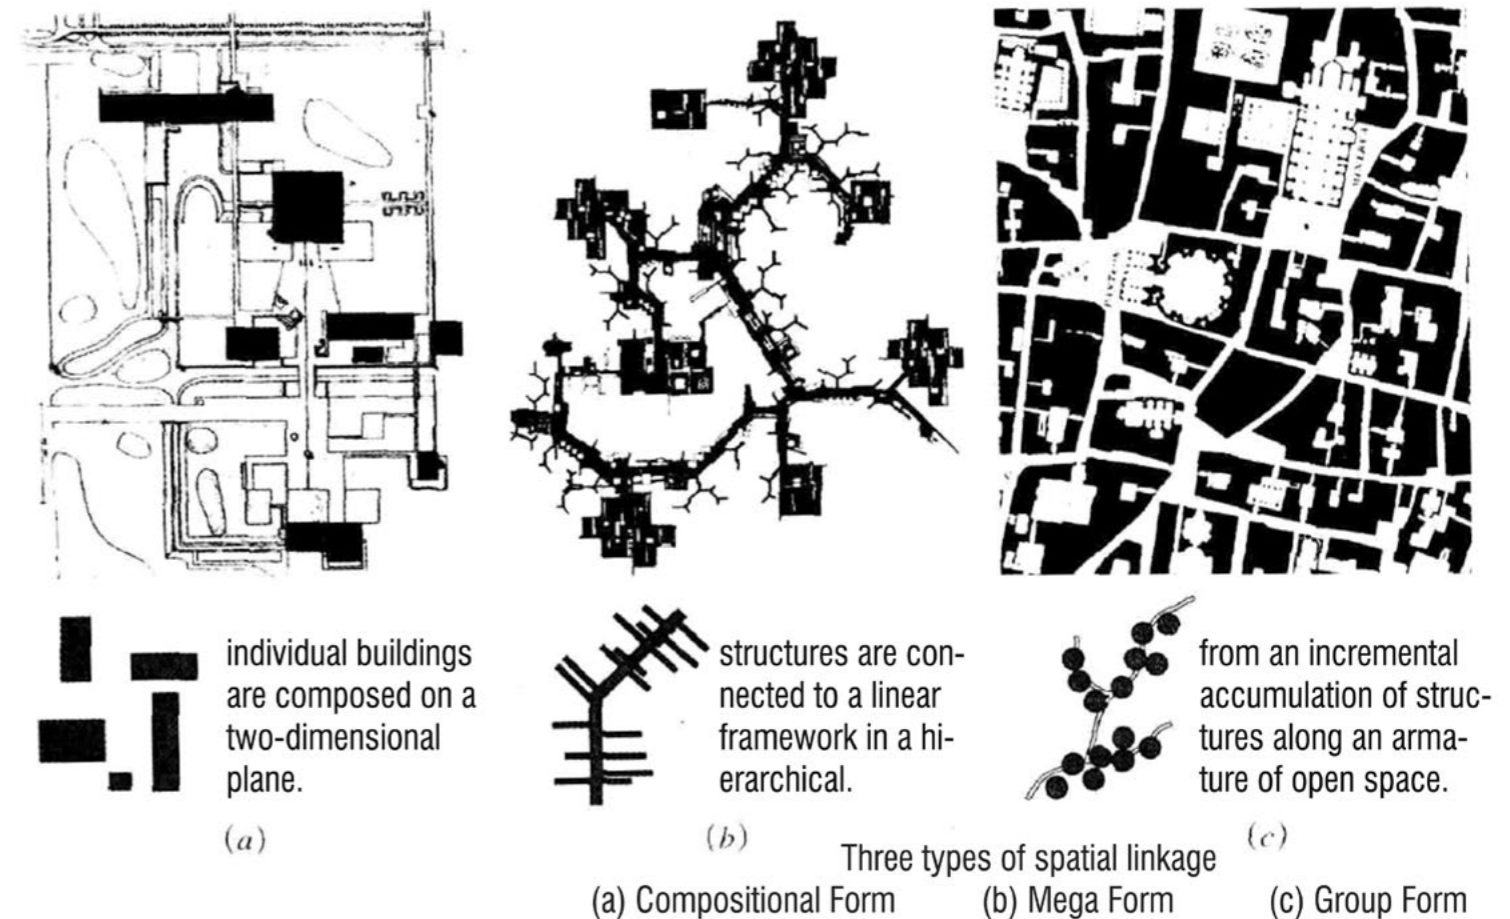 individual buildings
are composed on a
two-dimensional
plane.
(a)
structures are con-
nected to a linear
framework in a hi-
erarchical.
(b)
from an incremental
accumulation of struc-
tures along an arma-
ture of open space.
(c)
Three types of spatial linkage
(a) Compositional Form (b) Mega Form (c) Group Form